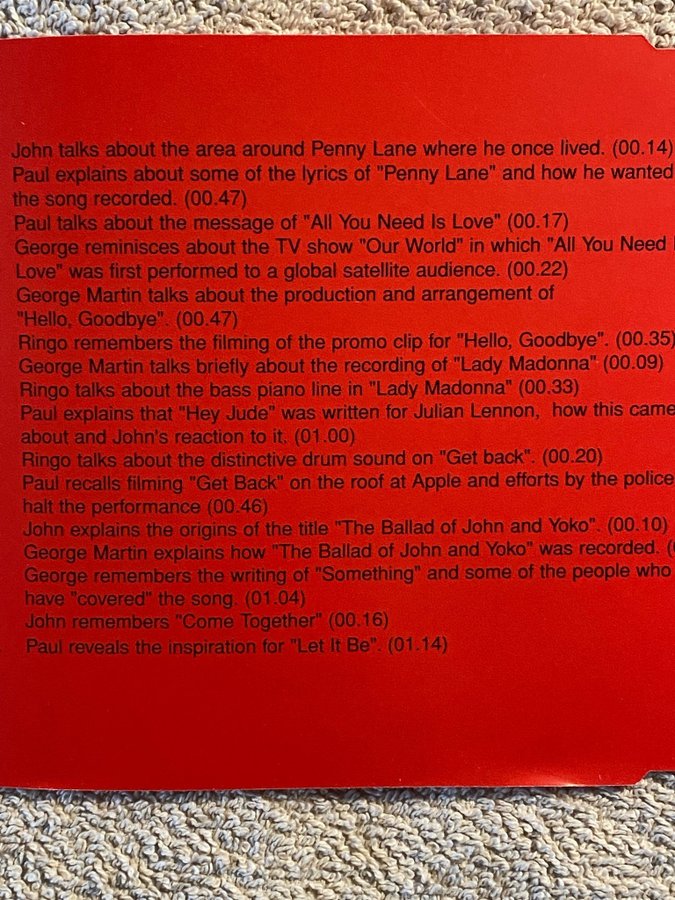 John talks about the area around Penny Lane where he once lived. (00.14)
Paul explains about some of the lyrics of "Penny Lane" and how he wanted
the song recorded. (00.47)
Paul talks about the message of "All You Need Is Love" (00.17)
George reminisces about the TV show "Our World" in which "All You Need
Love" was first performed to a global satellite audience. (00.22)
George Martin talks about the production and arrangement of
"Hello, Goodbye". (00.47)
Ringo remembers the filming of the promo clip for "Hello, Goodbye". (00.35)
George Martin talks briefly about the recording of "Lady Madonna" (00.09)
Ringo talks about the bass piano line in "Lady Madonna" (00.33)
Paul explains that "Hey Jude" was written for Julian Lennon, how this came
about and John's reaction to it. (01.00)
Ringo talks about the distinctive drum sound on "Get back". (00.20)
Paul recalls filming "Get Back" on the roof at Apple and efforts by the police
halt the performance (00.46)
John explains the origins of the title "The Ballad of John and Yoko". (00.10)
George Martin explains how "The Ballad of John and Yoko" was recorded.
George remembers the writing of "Something" and some of the people who
have "covered" the song. (01.04)
John remembers "Come Together" (00.16)
Paul reveals the inspiration for "Let It Be". (01.14)